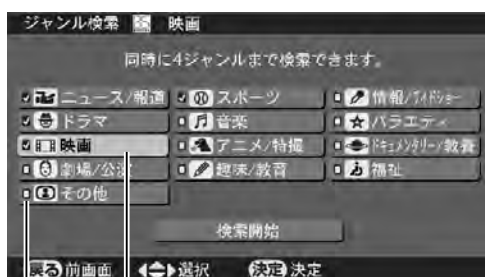 ジャンル検索 映画
同時に4ジャンルまで検索できます。
ニュース/報道 スポーツ 情報/ワイドショー
ドラマ 音楽 バラエティ
映画 アニメ/特撮 ドキュメンタリー/教養
劇場/公演 趣味/教育 福祉
その他
検索開始
戻る 前画面 選択 決定 決定